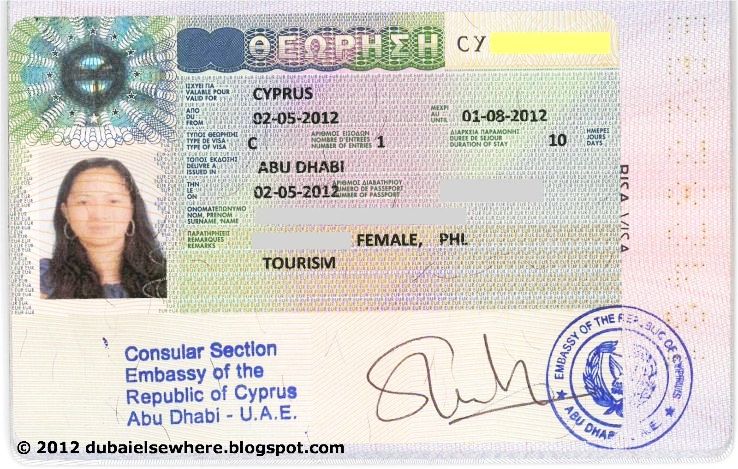 ΘΕΩΡΗΣΗ CY
ΙΣΧΥΕΙ ΓΙΑ
VALABLE POUR
VALID FOR
CYPRUS
ΑΠΟ
DU
FROM
02-05-2012
ΜΕΧΡΙ
AU
UNTIL
01-08-2012
ΤΥΠΟΣ ΘΕΩΡΗΣΗΣ
TYPE DE VISA
TYPE OF VISA
C
ΑΡΙΘΜΟΣ ΕΙΣΟΔΩΝ
NOMBRE D'ENTREES
NUMBER OF ENTRIES
1
ΔΙΑΡΚΕΙΑ ΠΑΡΑΜΟΝΗΣ
DUREE DE SEJOUR
DURATION OF STAY
10
ΗΜΕΡΕΣ
JOURS
DAYS
ΤΟΠΟΣ ΕΚΔΟΣΗΣ
DELIVRE A
ISSUED IN
ABU DHABI
ΤΗΝ
LE
ON
02-05-2012
ΑΡΙΘΜΟΣ ΔΙΑΒΑΤΗΡΙΟΥ
NUMERO DE PASSEPORT
NUMBER OF PASSPORT
ΟΝΟΜΑΤΕΠΩΝΥΜΟ
NOM, PRENOM
SURNAME, NAME
ΠΑΡΑΤΗΡΗΣΕΙΣ
REMARQUES
REMARKS
FEMALE, PHL
TOURISM
VISA
Consular Section
Embassy of the
Republic of Cyprus
Abu Dhabi - U.A.E.
EMBASSY OF THE REPUBLIC OF CYPRUS
ABU DHABI U.A.E.
© 2012 dubaielsewhere.blogspot.com